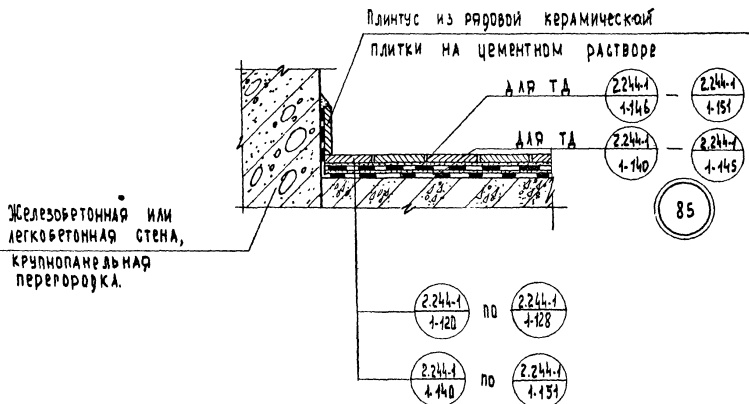 Плинтус из рядовой керамической
плитки на цементном растворе
для ТД 2.244-1 1-146 — 2.244-1 1-151
для ТД 2.244-1 1-140 — 2.244-1 1-145
85
Железобетонная или
легкобетонная стена,
крупнопанельная
перегородка.
2.244-1 1-120 по 2.244-1 1-128
2.244-1 1-140 по 2.244-1 1-151